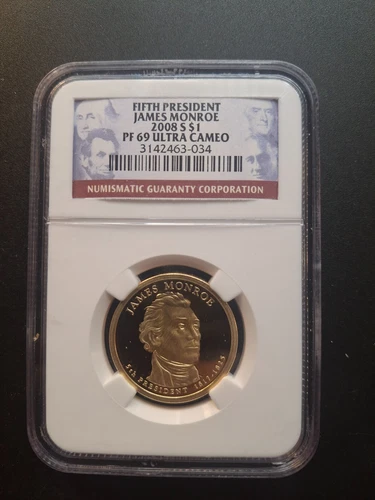 FIFTH PRESIDENT
JAMES MONROE
2008 S $1
PF 69 ULTRA CAMEO
3142463-034
NUMISMATIC GUARANTY CORPORATION
JAMES MONROE
5th PRESIDENT 1817-1825